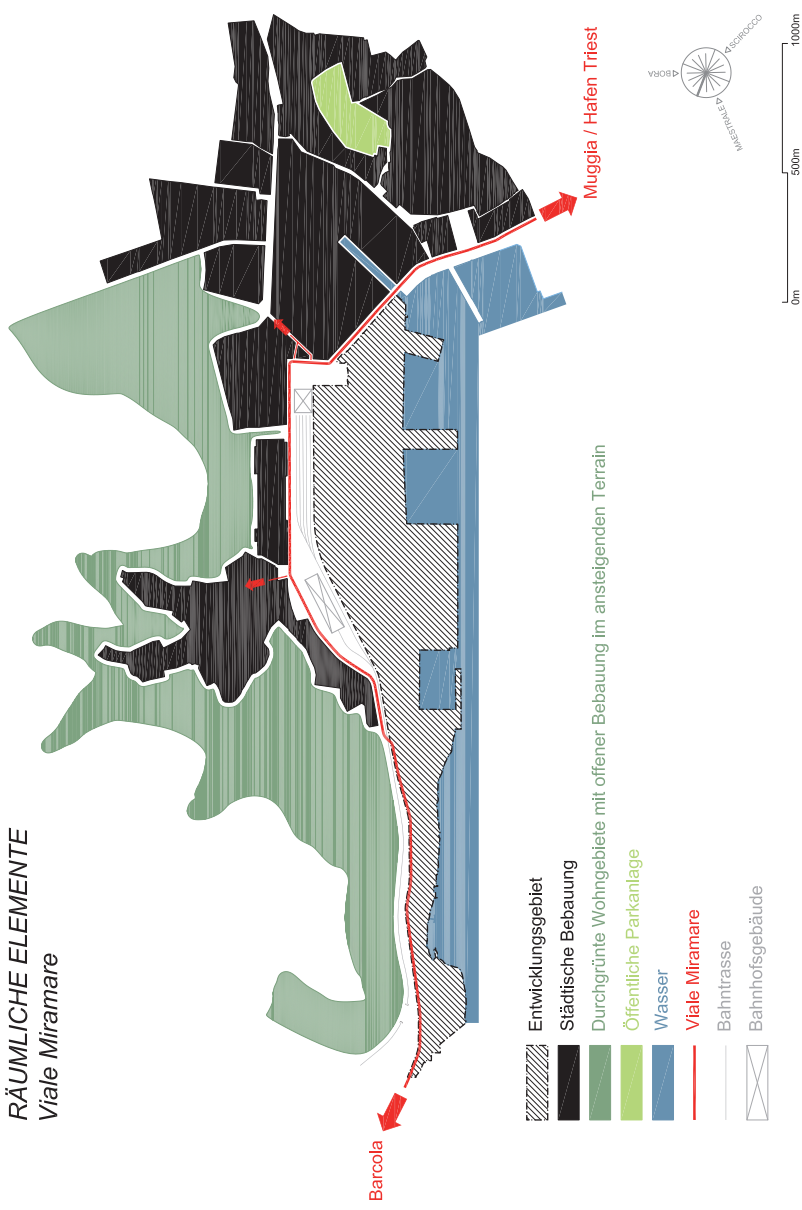 RÄUMLICHE ELEMENTE
Viale Miramare
Barcola
Muggia / Hafen Triest
BORA
SCIROCCO
MAESTRALE
0m
500m
1000m
Entwicklungsgebiet
Städtische Bebauung
Durchgrünte Wohngebiete mit offener Bebauung im ansteigenden Terrain
Öffentliche Parkanlage
Wasser
Viale Miramare
Bahntrasse
Bahnhofsgebäude